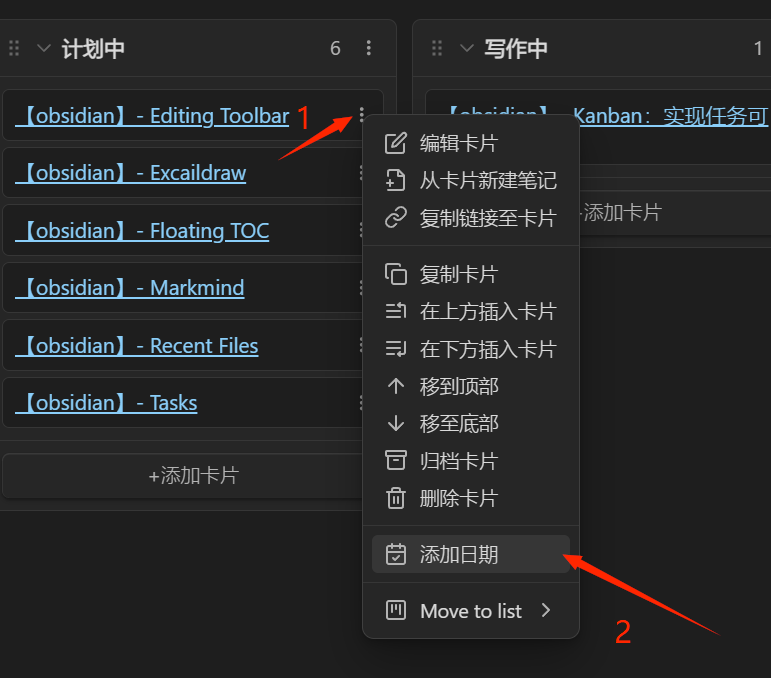 计划中
6
写作中
1
【obsidian】- Editing Toolbar
1
【obsidian】- Excaildraw
【obsidian】- Floating TOC
【obsidian】- Markmind
【obsidian】- Recent Files
【obsidian】- Tasks
+添加卡片
【obsidian】- Kanban：实现任务可
添加卡片
编辑卡片
从卡片新建笔记
复制链接至卡片
复制卡片
在上方插入卡片
在下方插入卡片
移到顶部
移至底部
归档卡片
删除卡片
添加日期
Move to list
2